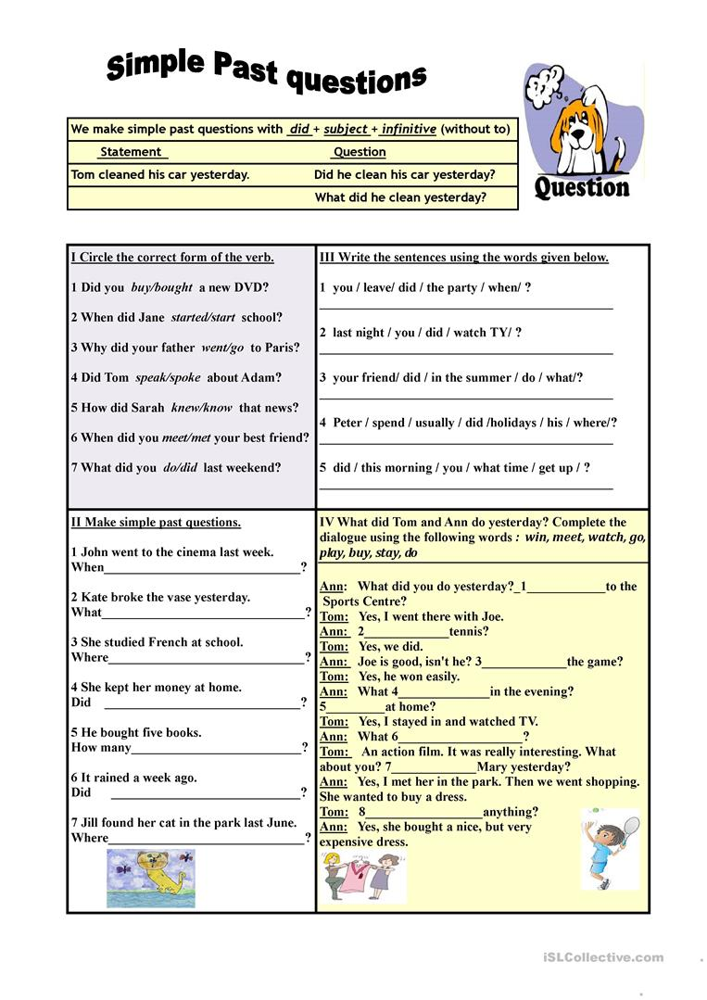 Simple Past questions
We make simple past questions with did + subject + infinitive (without to)
Statement Question
Tom cleaned his car yesterday. Did he clean his car yesterday?
What did he clean yesterday?
Question
I Circle the correct form of the verb.
1 Did you buy/bought a new DVD?
2 When did Jane started/start school?
3 Why did your father went/go to Paris?
4 Did Tom speak/spoke about Adam?
5 How did Sarah knew/know that news?
6 When did you meet/met your best friend?
7 What did you do/did last weekend?
III Write the sentences using the words given below.
1 you / leave/ did / the party / when/ ?
2 last night / you / did / watch TY/ ?
3 your friend/ did / in the summer / do / what/?
4 Peter / spend / usually / did /holidays / his / where/?
5 did / this morning / you / what time / get up / ?
II Make simple past questions.
1 John went to the cinema last week.
When______________________________?
2 Kate broke the vase yesterday.
What_______________________________?
3 She studied French at school.
Where______________________________?
4 She kept her money at home.
Did ______________________________?
5 He bought five books.
How many__________________________?
6 It rained a week ago.
Did _____________________________?
7 Jill found her cat in the park last June.
Where______________________________?
IV What did Tom and Ann do yesterday? Complete the
dialogue using the following words : win, meet, watch, go,
play, buy, stay, do
Ann: What did you do yesterday?_1____________to the
Sports Centre?
Tom: Yes, I went there with Joe.
Ann: 2_____________tennis?
Tom: Yes, we did.
Ann: Joe is good, isn't he? 3_____________the game?
Tom: Yes, he won easily.
Ann: What 4______________in the evening?
5_________at home?
Tom: Yes, I stayed in and watched TV.
Ann: What 6___________________?
Tom: An action film. It was really interesting. What
about you? 7_____________Mary yesterday?
Ann: Yes, I met her in the park. Then we went shopping.
She wanted to buy a dress.
Tom: 8__________________anything?
Ann: Yes, she bought a nice, but very
expensive dress.
iSLCollective.com